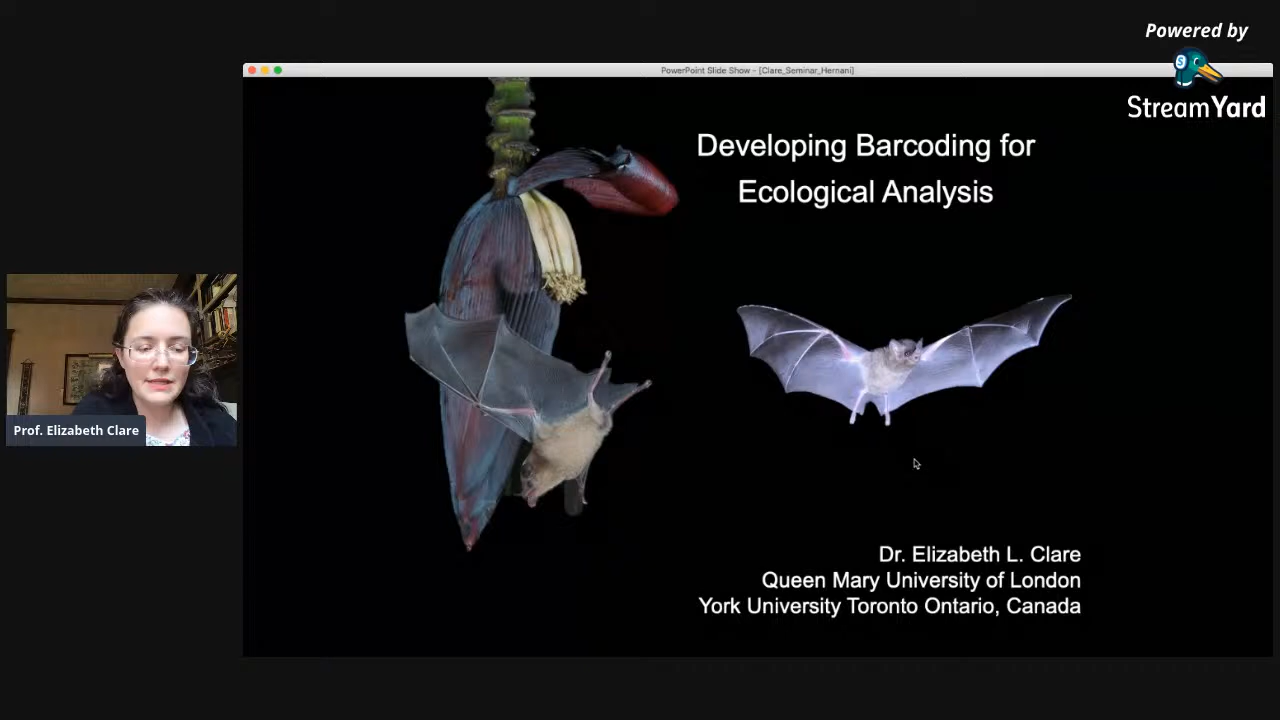 Powered by
StreamYard
PowerPoint Slide Show - [Clare_Seminar_Hernani]
Developing Barcoding for
Ecological Analysis
Prof. Elizabeth Clare
Dr. Elizabeth L. Clare
Queen Mary University of London
York University Toronto Ontario, Canada